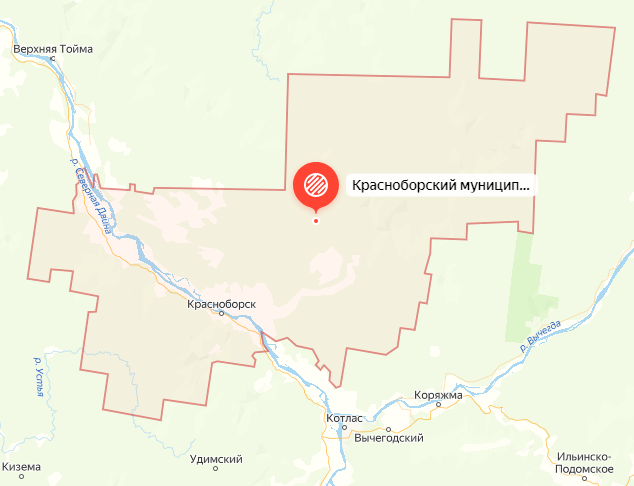 Верхняя Тойма
р. Северная Двина
Красноборский муницип...
Красноборск
р. Вычегда
р. Устья
Коряжма
Котлас
Вычегодский
Удимский
Кизема
Ильинско-
Подомское